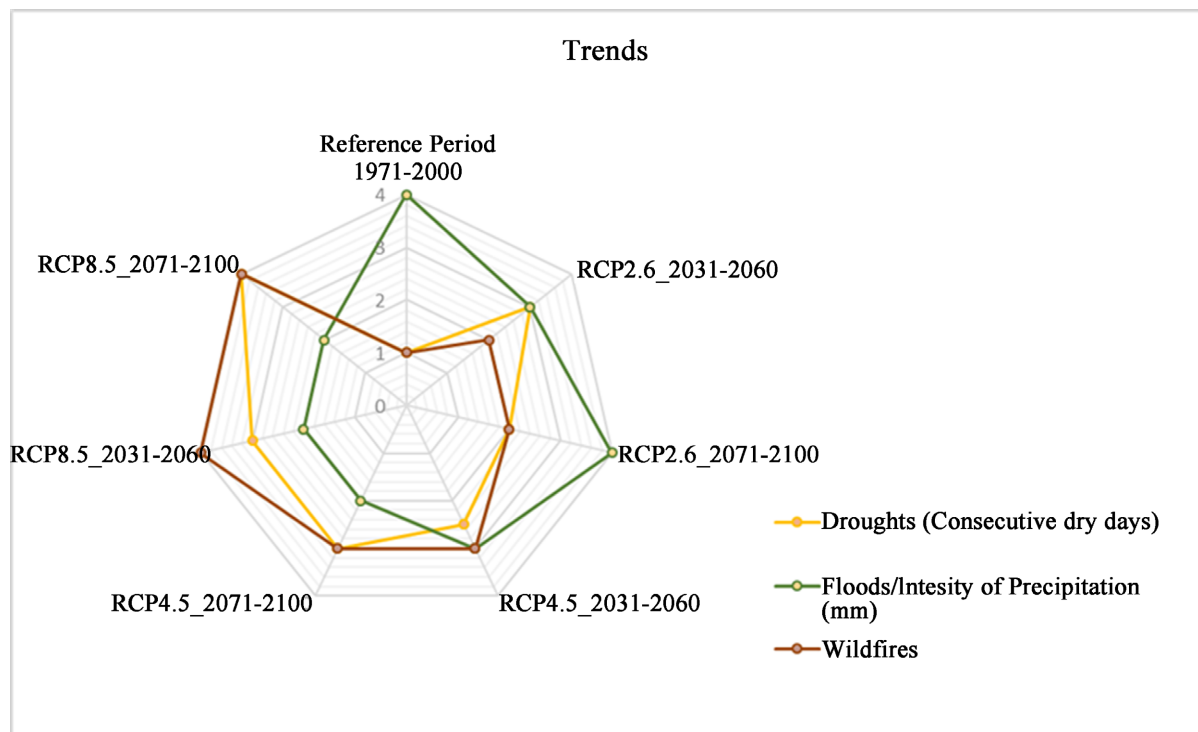 Trends
Reference Period
1971-2000
4
3
2
1
0
RCP2.6_2031-2060
RCP2.6_2071-2100
RCP4.5_2031-2060
RCP4.5_2071-2100
RCP8.5_2031-2060
RCP8.5_2071-2100
Droughts (Consecutive dry days)
Floods/Intesity of Precipitation
(mm)
Wildfires